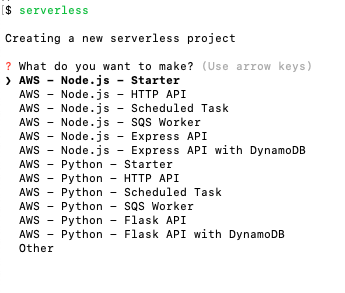 $ serverless
Creating a new serverless project
? What do you want to make? (Use arrow keys)
❯ AWS – Node.js – Starter
AWS – Node.js – HTTP API
AWS – Node.js – Scheduled Task
AWS – Node.js – SQS Worker
AWS – Node.js – Express API
AWS – Node.js – Express API with DynamoDB
AWS – Python – Starter
AWS – Python – HTTP API
AWS – Python – Scheduled Task
AWS – Python – SQS Worker
AWS – Python – Flask API
AWS – Python – Flask API with DynamoDB
Other